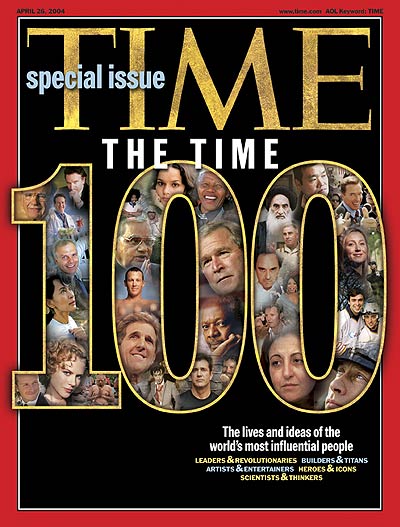 APRIL 26, 2004
www.time.com AOL Keyword: TIME
TIME
special issue
THE TIME
100
The lives and ideas of the
world's most influential people
LEADERS & REVOLUTIONARIES BUILDERS & TITANS
ARTISTS & ENTERTAINERS HEROES & ICONS
SCIENTISTS & THINKERS